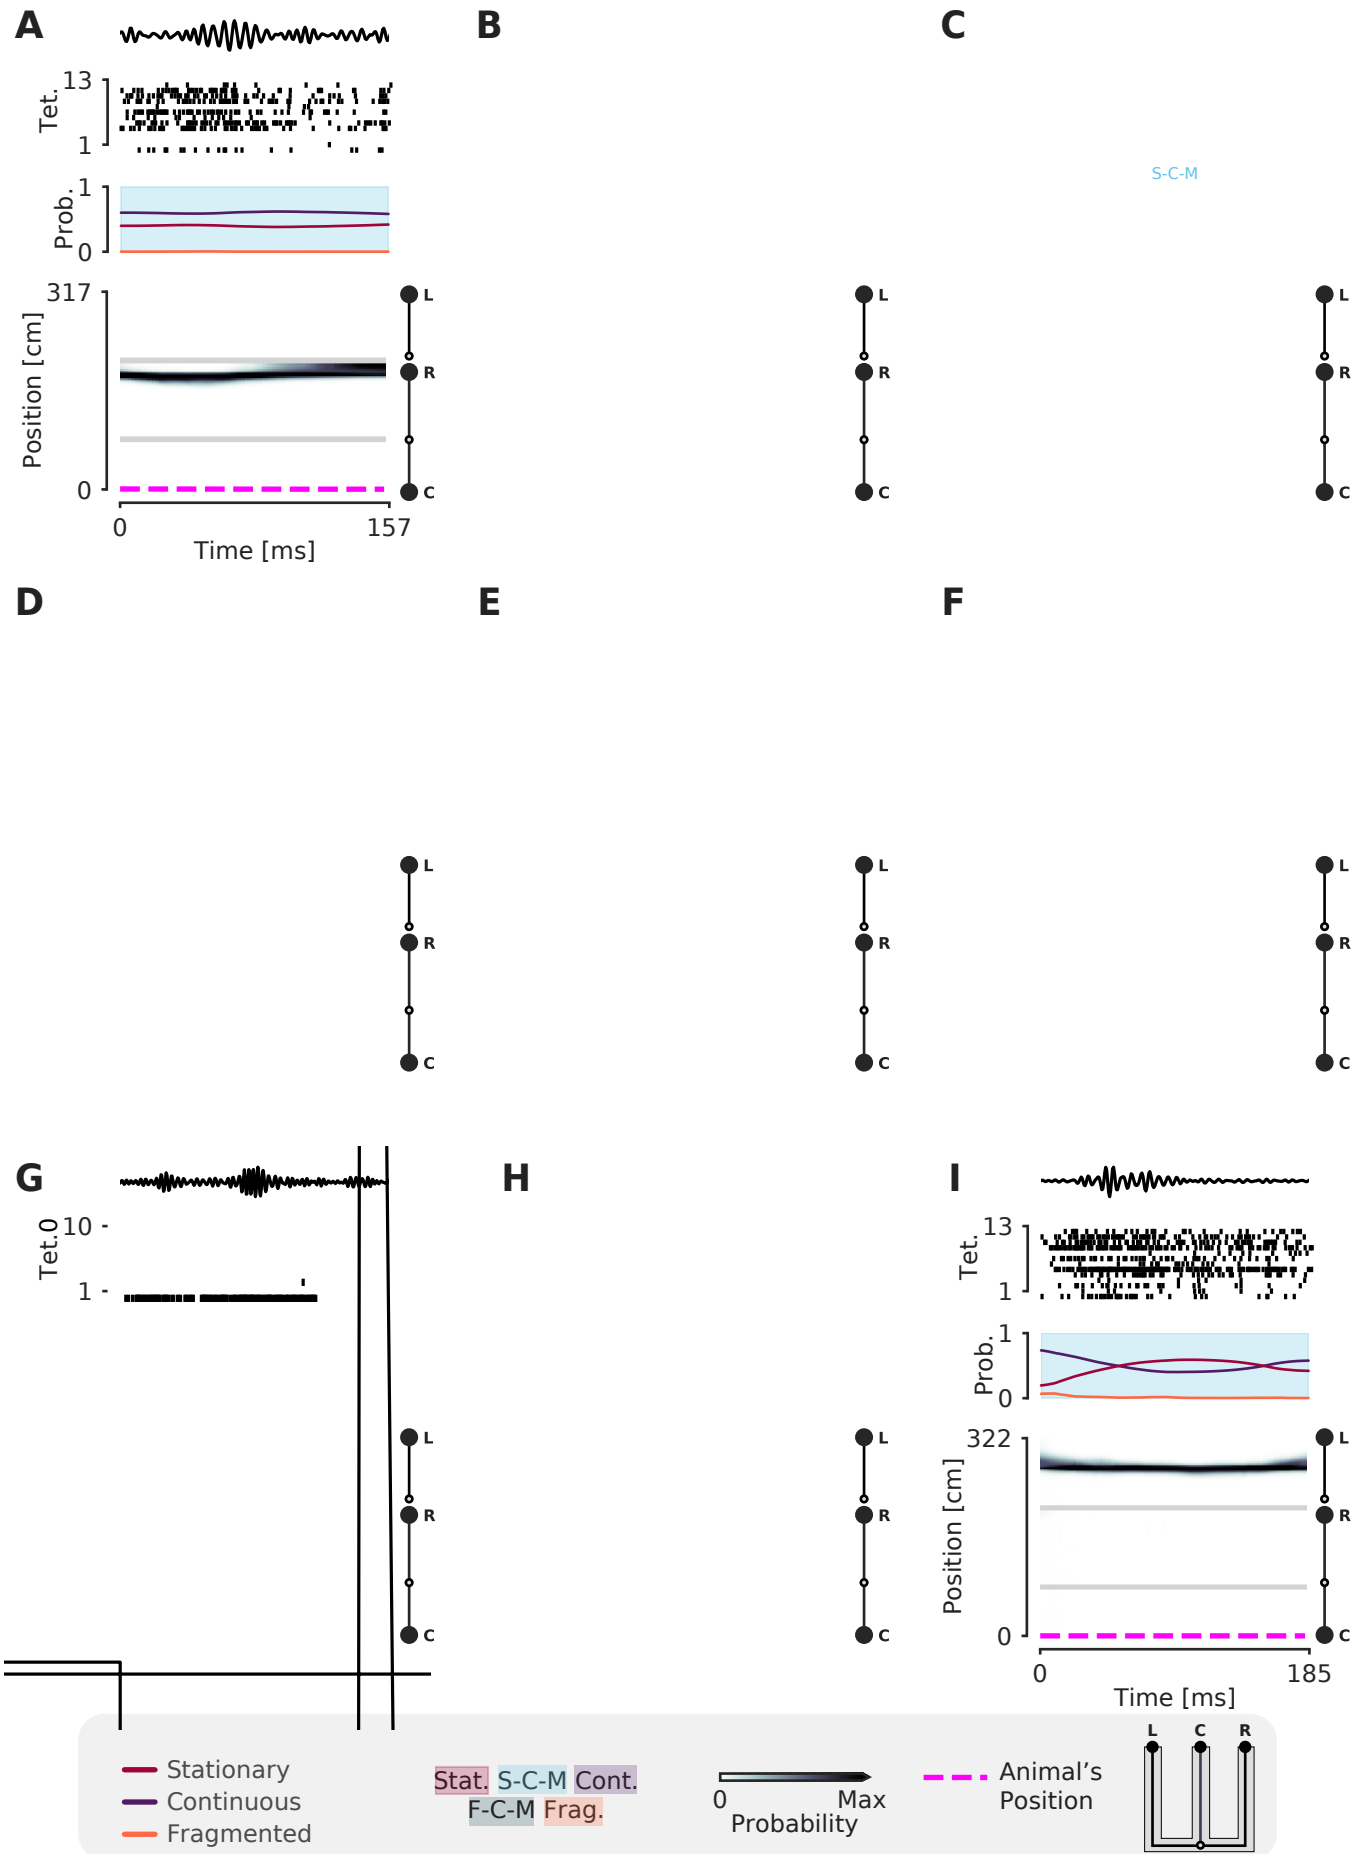 A
B
C
13
Tet.
1
S-C-M
1
Prob.
0
317
Position [cm]
0
L
R
C
L
R
C
L
R
C
0
157
Time [ms]
D
E
F
L
R
C
L
R
C
L
R
C
G
H
I
10
Tet.0
1
13
Tet.
1
1
Prob.
0
L
R
C
L
R
C
322
Position [cm]
0
L
R
C
0
185
Time [ms]
Stationary
Continuous
Fragmented
Stat. S-C-M Cont.
F-C-M Frag.
0 Max
Probability
Animal's
Position
L C R